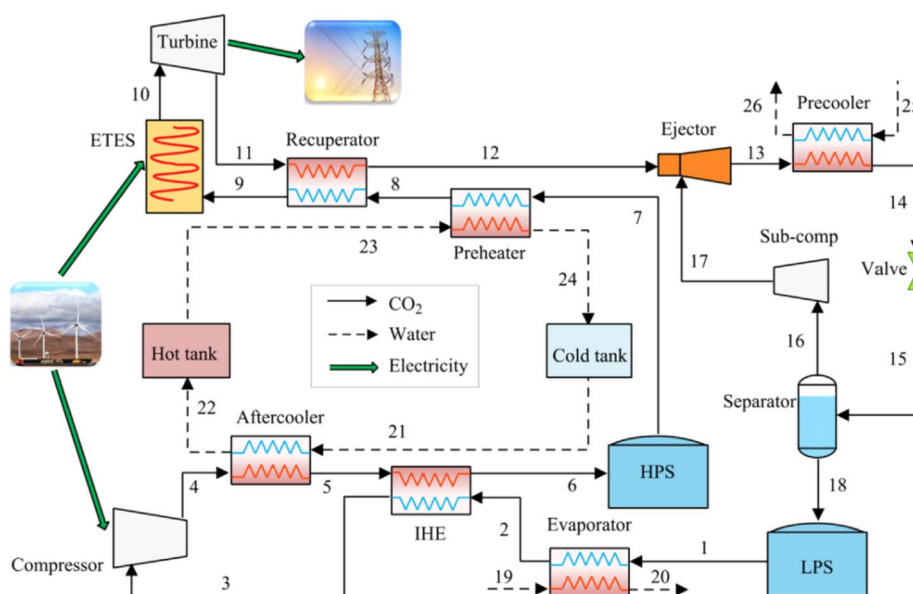 Turbine
10
ETES
11
Recuperator
12
Ejector
13
26
Precooler
25
14
9
8
7
Preheater
23
24
17
Sub-comp
Valve
CO₂
Water
Electricity
Hot tank
Cold tank
16
15
Separator
22
Aftercooler
21
4
5
6
HPS
18
IHE
2
Evaporator
1
LPS
Compressor
3
19
20